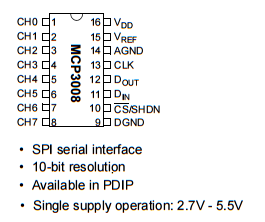 CH0 1 16 VDD
CH1 2 15 VREF
CH2 3 14 AGND
CH3 4 13 CLK
CH4 5 12 DOUT
CH5 6 11 DIN
CH6 7 10 CS/SHDN
CH7 8 9 DGND
MCP3008
• SPI serial interface
• 10-bit resolution
• Available in PDIP
• Single supply operation: 2.7V - 5.5V